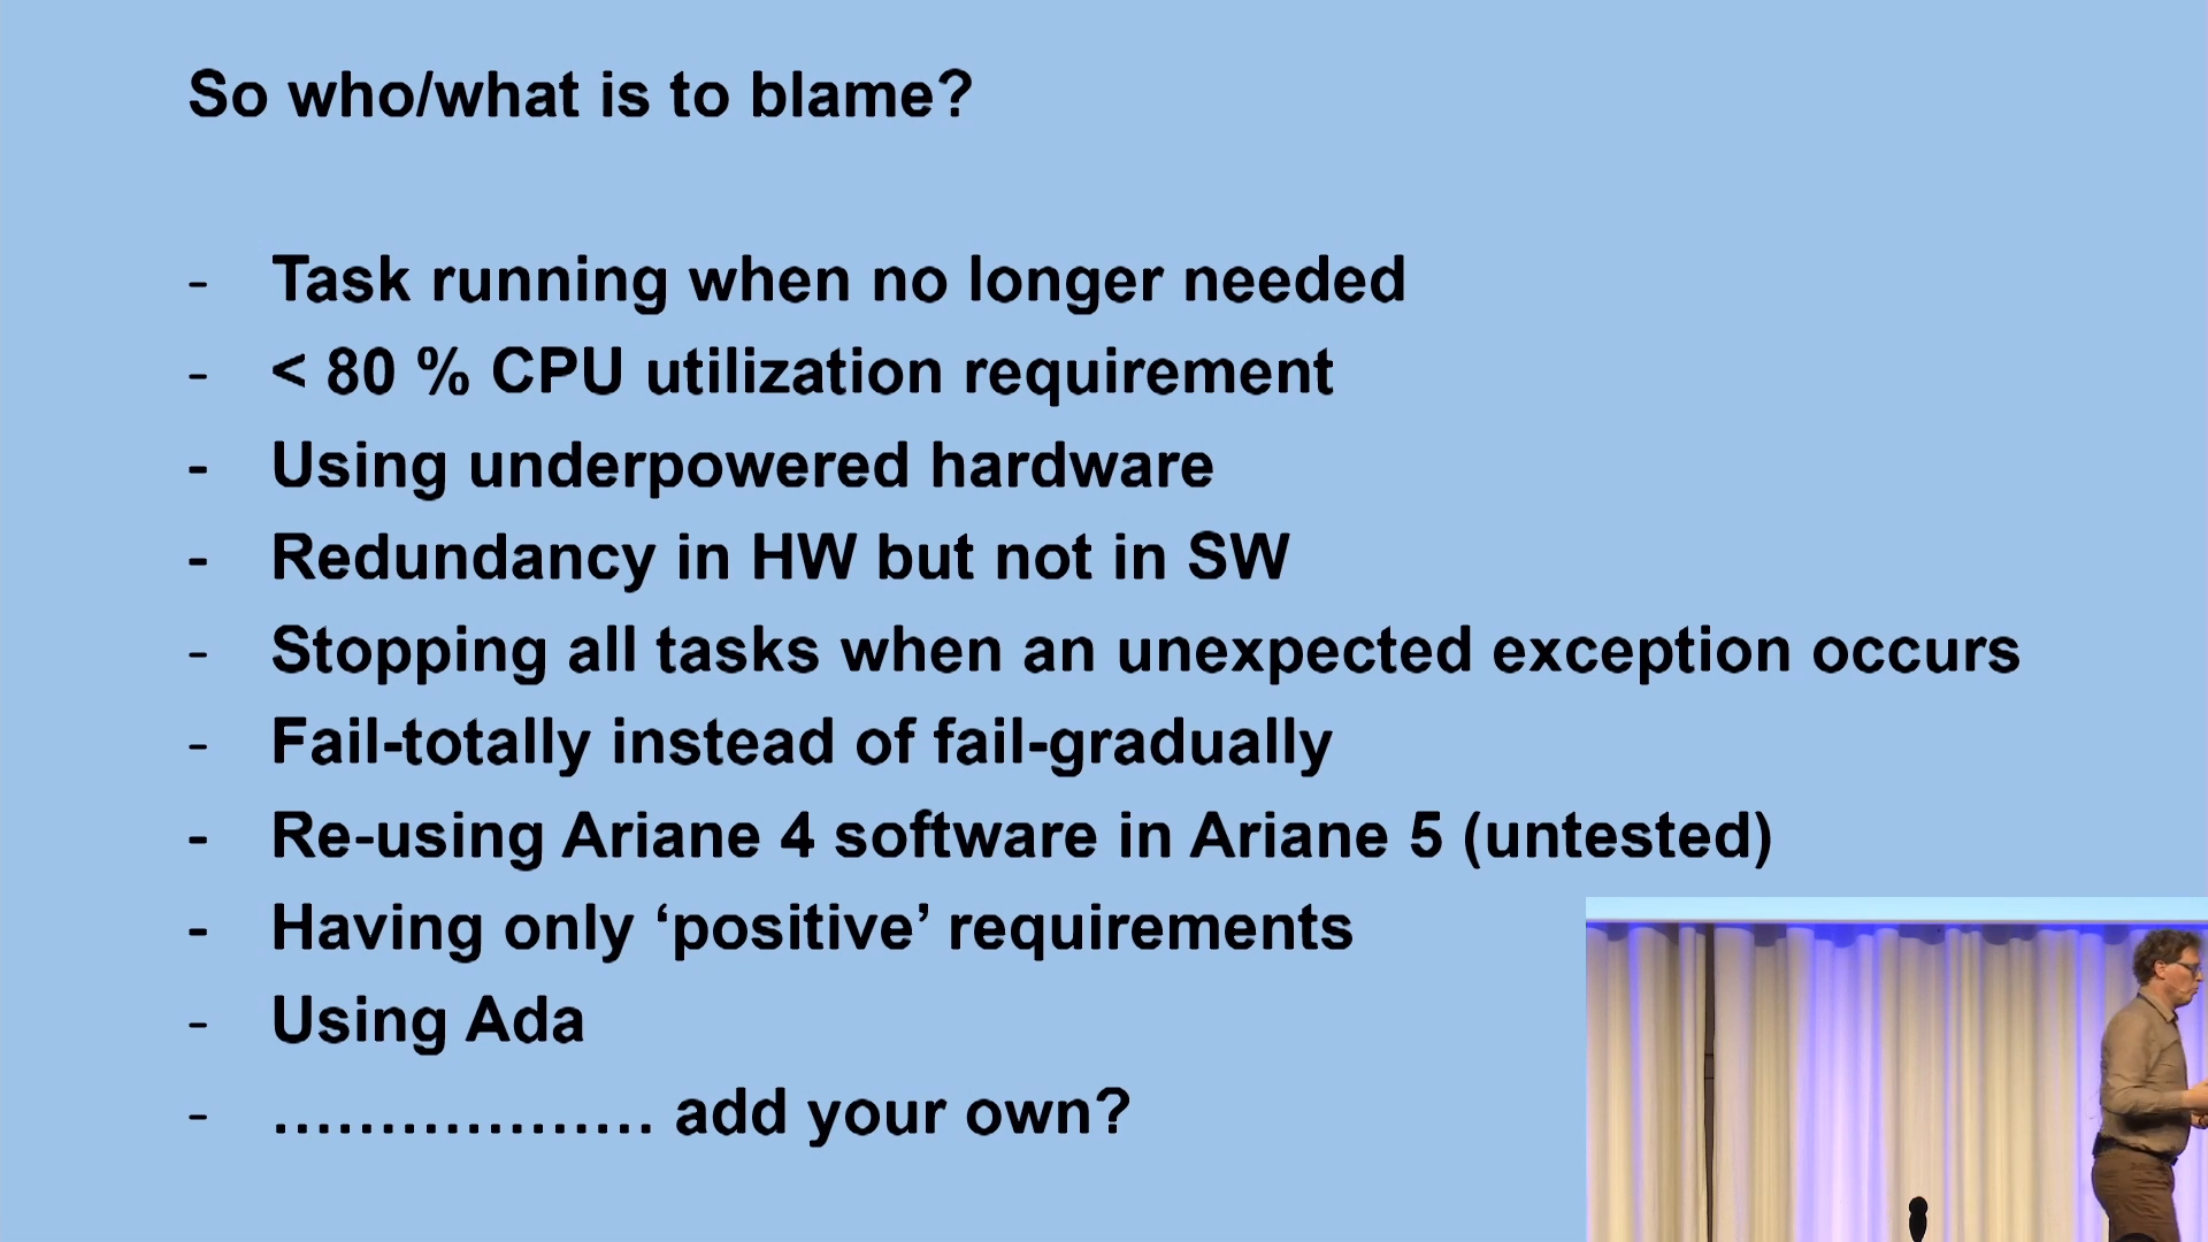 So who/what is to blame?
- Task running when no longer needed
- < 80 % CPU utilization requirement
- Using underpowered hardware
- Redundancy in HW but not in SW
- Stopping all tasks when an unexpected exception occurs
- Fail-totally instead of fail-gradually
- Re-using Ariane 4 software in Ariane 5 (untested)
- Having only ‘positive’ requirements
- Using Ada
- .................. add your own?